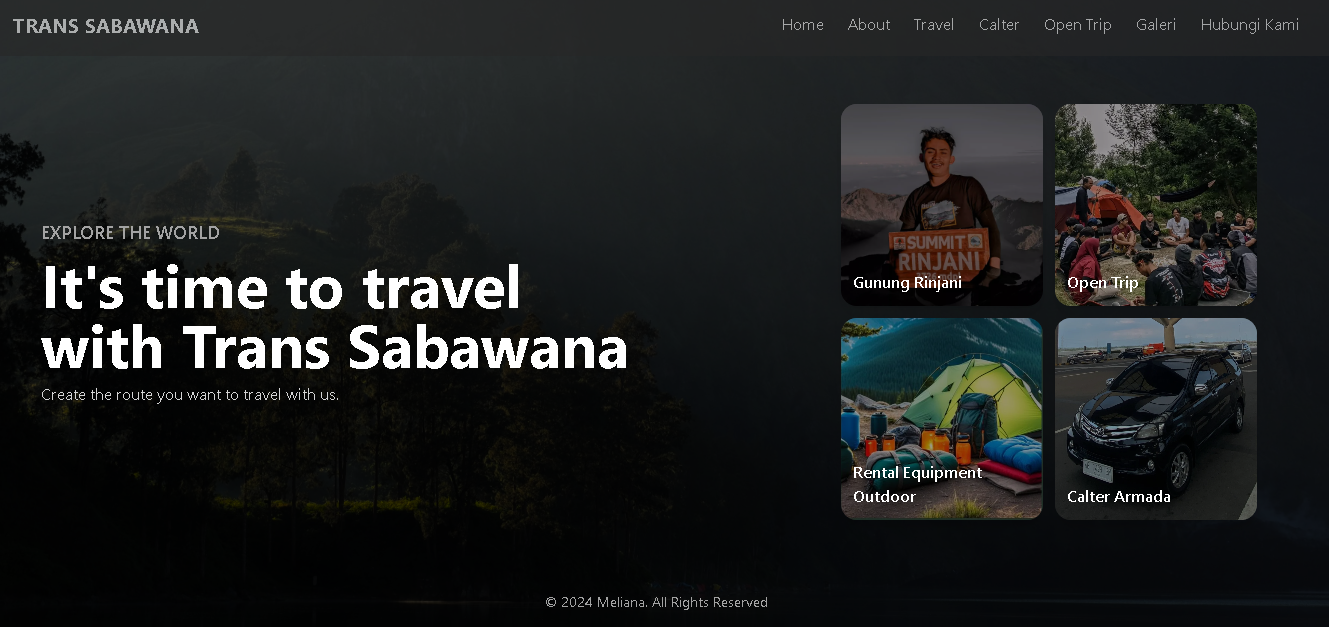 TRANS SABAWANA
Home About Travel Calter Open Trip Galeri Hubungi Kami
EXPLORE THE WORLD
It's time to travel
with Trans Sabawana
Create the route you want to travel with us.
SUMMIT
RINJANI
Gunung Rinjani
Open Trip
Rental Equipment
Outdoor
Calter Armada
© 2024 Meliana. All Rights Reserved